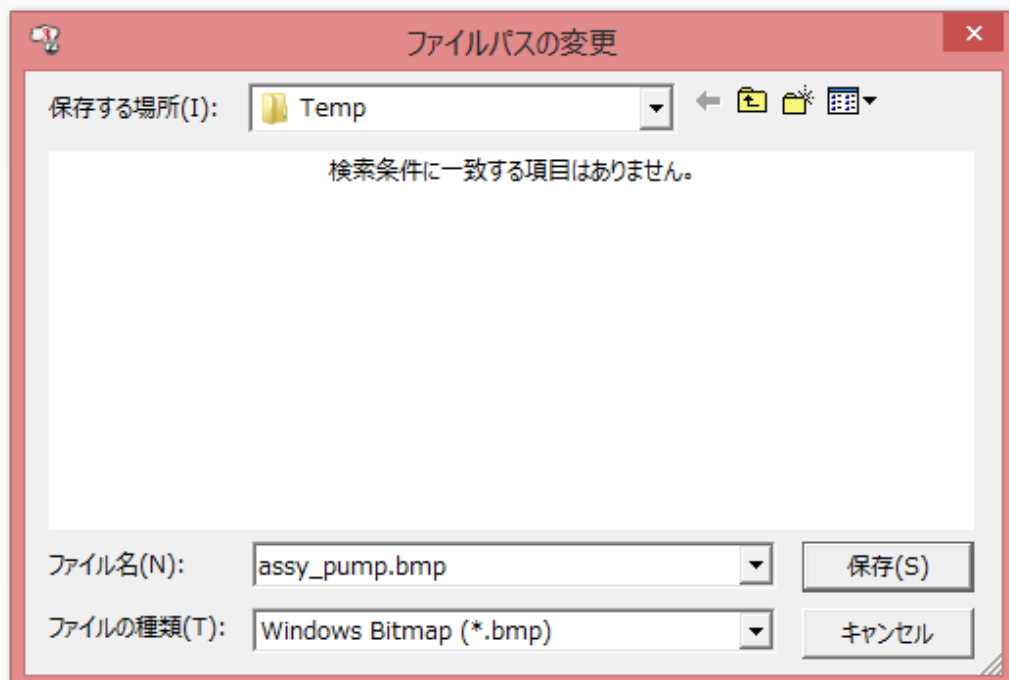 ファイルパスの変更
保存する場所(I): Temp
検索条件に一致する項目はありません。
ファイル名(N): assy_pump.bmp 保存(S)
ファイルの種類(T): Windows Bitmap (*.bmp) キャンセル